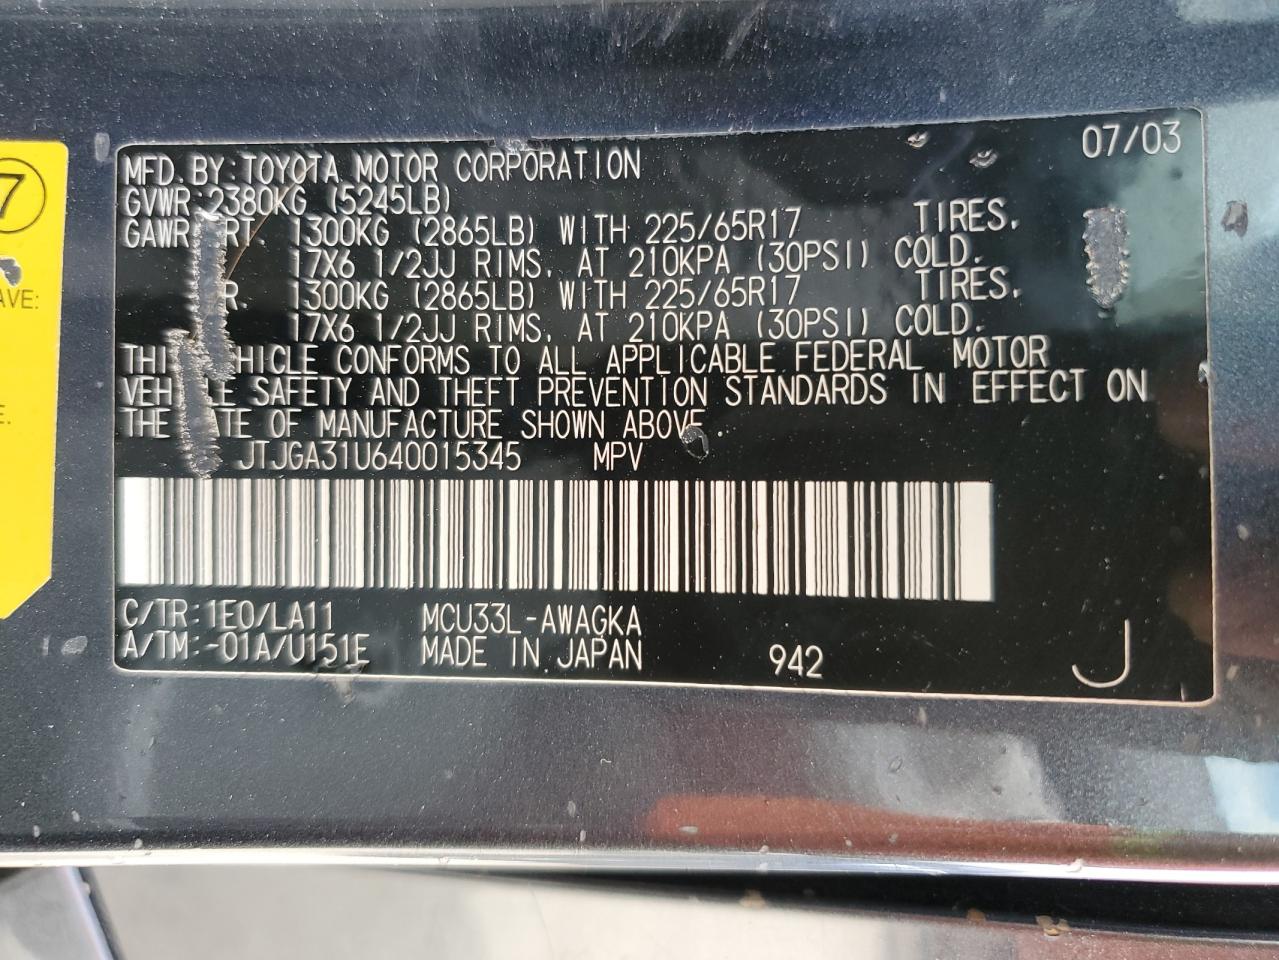 07/03
MFD. BY: TOYOTA MOTOR CORPORATION
GVWR: 2380KG (5245LB)
GAWR RT. 1300KG (2865LB) WITH 225/65R17 TIRES,
17X6 1/2JJ RIMS, AT 210KPA (30PSI) COLD.
R. 1300KG (2865LB) WITH 225/65R17 TIRES,
17X6 1/2JJ RIMS, AT 210KPA (30PSI) COLD.
CONFORMS TO ALL APPLICABLE FEDERAL MOTOR
SAFETY AND THEFT PREVENTION STANDARDS IN EFFECT ON
THE OF MANUFACTURE SHOWN ABOVE.
JTJGA31U640015345 MPV
C/TR: 1E0/LA11 MCU33L-AWAGKA
A/TM: -01A/U151E MADE IN JAPAN 942 J
7
AVE:
E.